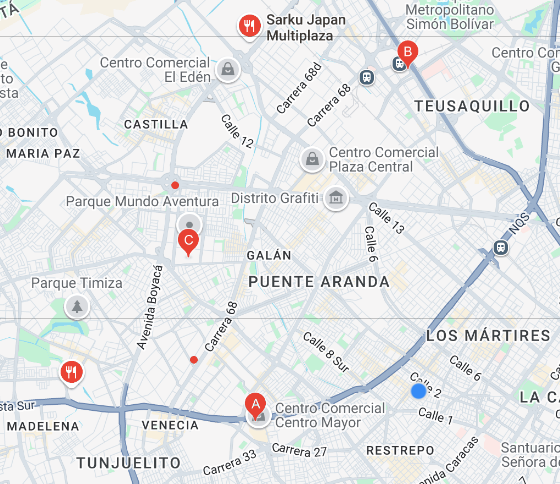 Metropolitano
Simón Bolívar
Sarku Japan
Multiplaza
B
Centro Comercial
El Edén
Centro Co
Carrera 68d
Carrera 68
TEUSAQUILLO
CASTILLA
Calle 12
O BONITO
MARIA PAZ
Centro Comercial
Plaza Central
Parque Mundo Aventura
Distrito Grafiti
Calle 13
NQS
C
Calle 6
GALÁN
PUENTE ARANDA
Parque Timiza
Avenida Boyacá
Carrera 68
Calle 8 Sur
LOS MÁRTIRES
Calle 6
Calle 2
LA CA
sta Sur
A
Centro Comercial
Centro Mayor
Calle 1
MADELENA
VENECIA
Carrera 33
Carrera 27
RESTREPO
enida Caracas
Santuario
Señora de
TUNJUELITO